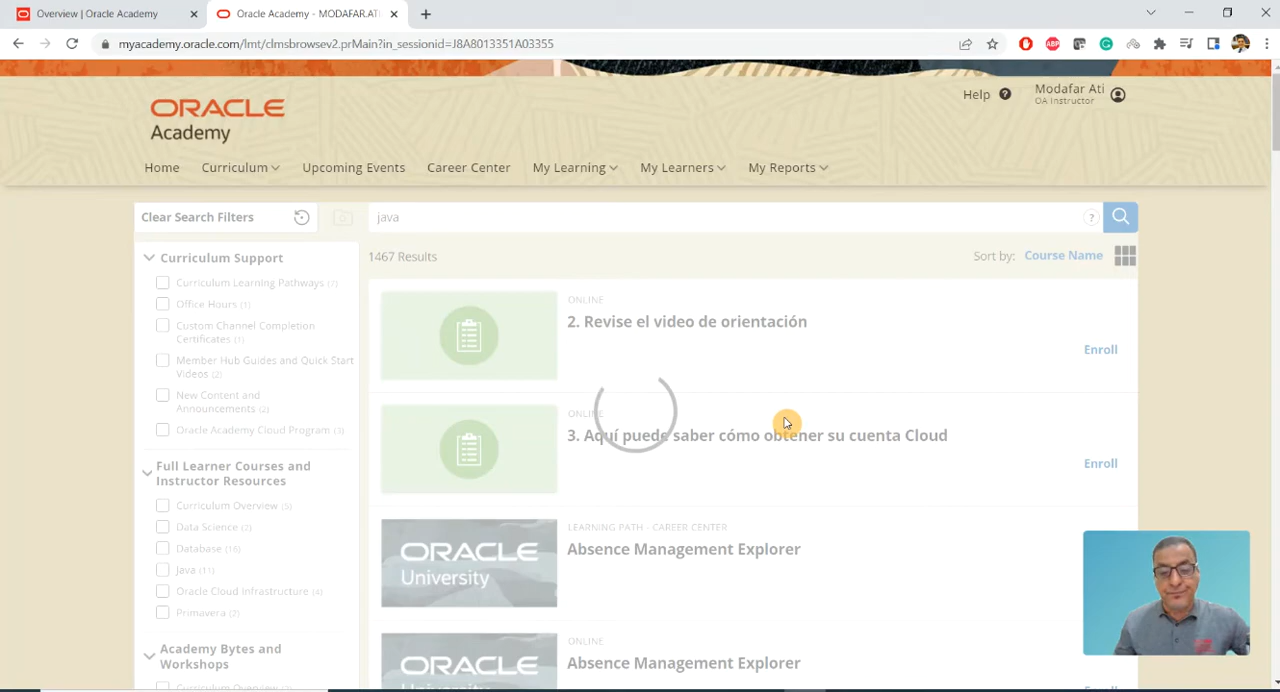 Overview | Oracle Academy
Oracle Academy - MODAFAR.ATI
myacademy.oracle.com/lmt/clmsbrowsev2.prMain?in_sessionid=J8A8013351A03355
ABP
Help ?
Modafar Ati
OA Instructor
ORACLE
Academy
Home
Curriculum
Upcoming Events
Career Center
My Learning
My Learners
My Reports
Clear Search Filters
java
?
1467 Results
Sort by: Course Name
Curriculum Support
Curriculum Learning Pathways (7)
Office Hours (1)
Custom Channel Completion
Certificates (1)
Member Hub Guides and Quick Start
Videos (2)
New Content and
Announcements (2)
Oracle Academy Cloud Program (3)
Full Learner Courses and
Instructor Resources
Curriculum Overview (5)
Data Science (2)
Database (16)
Java (11)
Oracle Cloud Infrastructure (4)
Primavera (2)
Academy Bytes and
Workshops
ONLINE
2. Revise el video de orientación
Enroll
ONLINE
3. Aquí puede saber cómo obtener su cuenta Cloud
Enroll
ORACLE
University
LEARNING PATH - CAREER CENTER
Absence Management Explorer
ORACLE
University
ONLINE
Absence Management Explorer